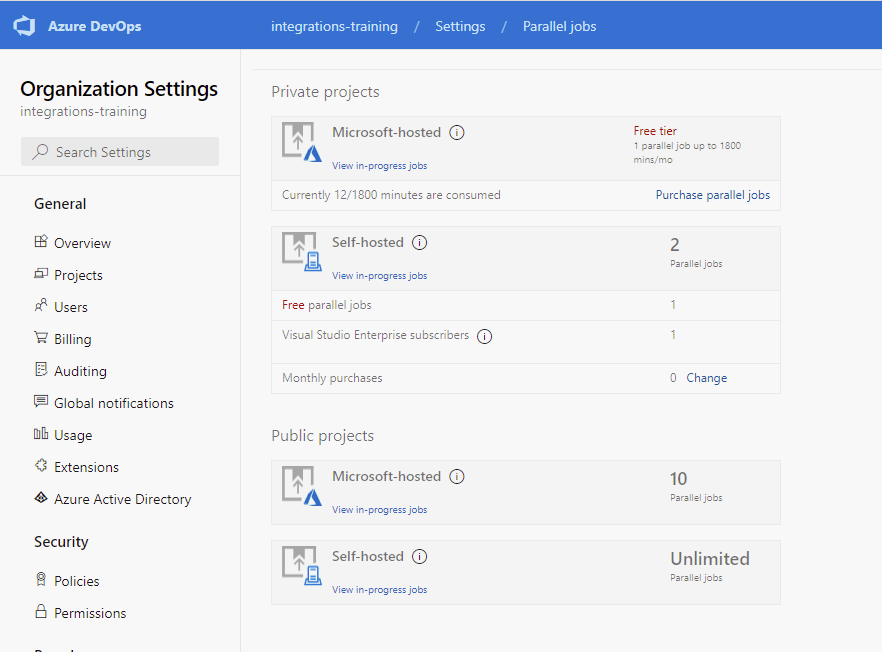 Azure DevOps
integrations-training / Settings / Parallel jobs
Organization Settings
integrations-training
Search Settings
General
Overview
Projects
Users
Billing
Auditing
Global notifications
Usage
Extensions
Azure Active Directory
Security
Policies
Permissions
Private projects
Microsoft-hosted
View in-progress jobs
Free tier
1 parallel job up to 1800
mins/mo
Currently 12/1800 minutes are consumed
Purchase parallel jobs
Self-hosted
View in-progress jobs
2
Parallel jobs
Free parallel jobs 1
Visual Studio Enterprise subscribers 1
Monthly purchases 0 Change
Public projects
Microsoft-hosted
View in-progress jobs
10
Parallel jobs
Self-hosted
View in-progress jobs
Unlimited
Parallel jobs